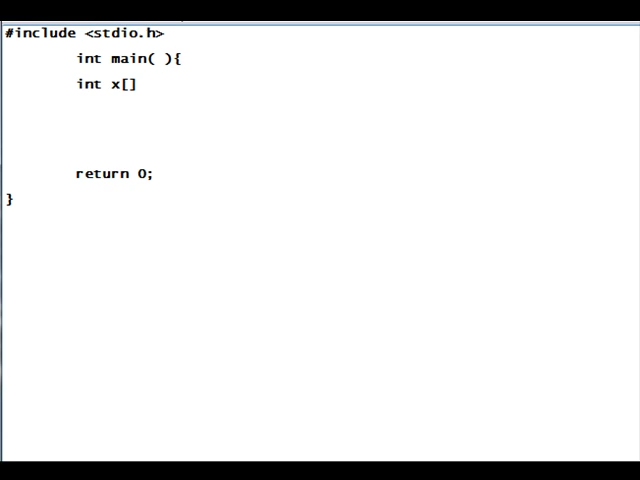 #include <stdio.h>
int main( ){
int x[]
return 0;
}